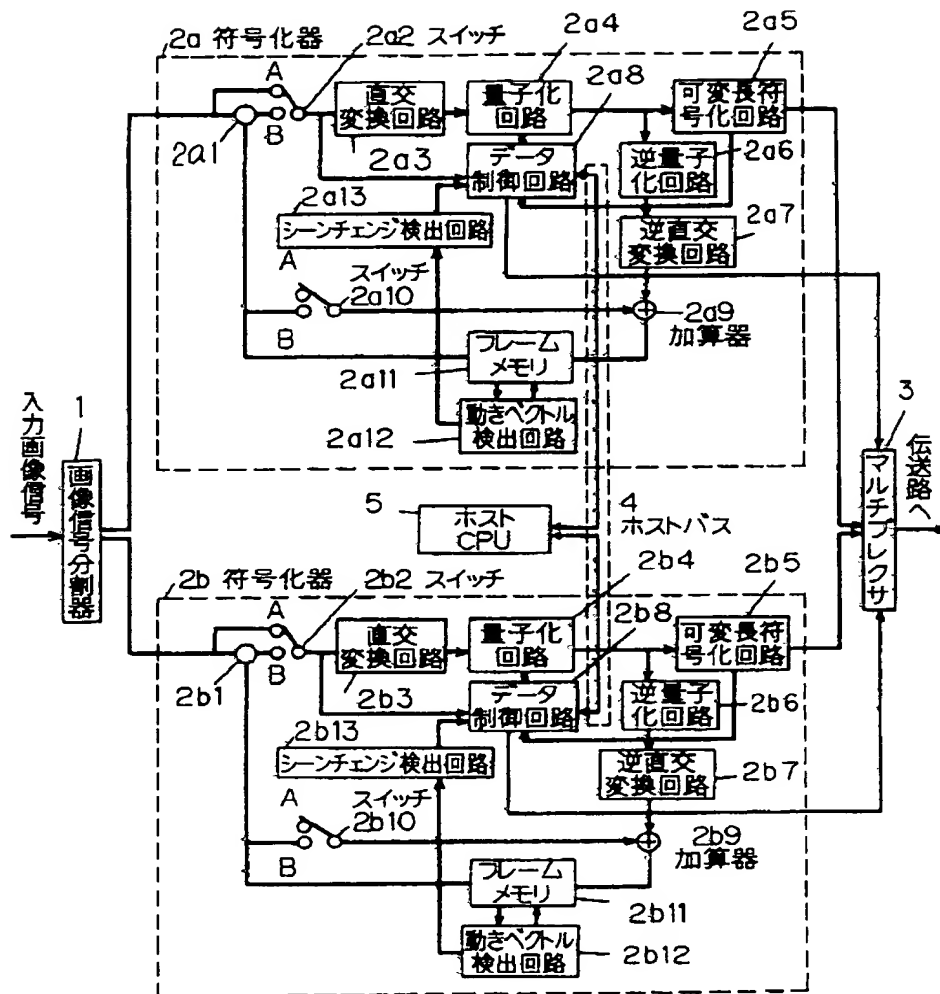 2a 符号化器
2a2 スイッチ
2a4
2a5
A
B
2a1
直交
変換回路
2a3
量子化
回路
2a8
可変長符
号化回路
データ
制御回路
逆量子
化回路
2a6
2a13
シーンチェンジ検出回路
逆直交
変換回路
2a7
A
スイッチ
2a10
B
2a9
加算器
フレーム
メモリ
2a11
動きベクトル
検出回路
2a12
入力画像信号
1
画像信号分割器
3
マルチプレクサ
伝送路へ
5
ホスト
CPU
4
ホストバス
2b 符号化器
2b2 スイッチ
2b4
2b5
A
B
2b1
直交
変換回路
2b3
量子化
回路
2b8
可変長符
号化回路
データ
制御回路
逆量子
化回路
2b6
2b13
シーンチェンジ検出回路
逆直交
変換回路
2b7
A
スイッチ
2b10
B
2b9
加算器
フレーム
メモリ
2b11
動きベクトル
検出回路
2b12